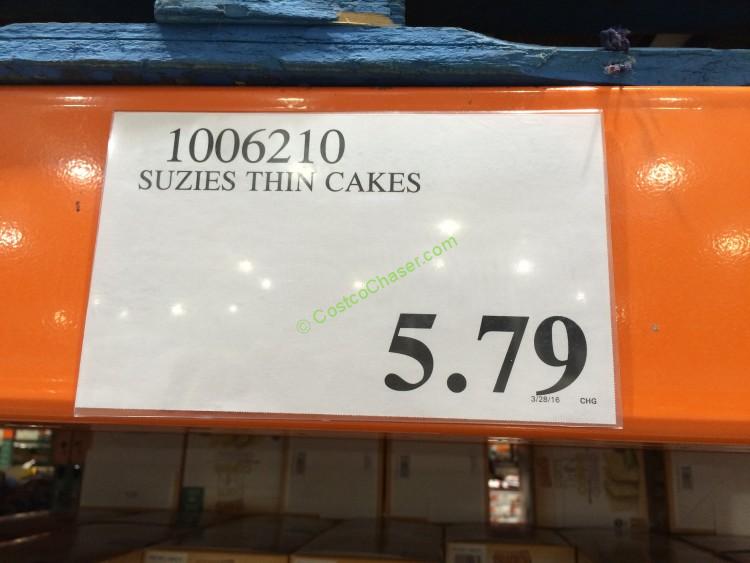 1006210
SUZIES THIN CAKES
© CostcoChaser.com
5.79
3/28/16 CHG